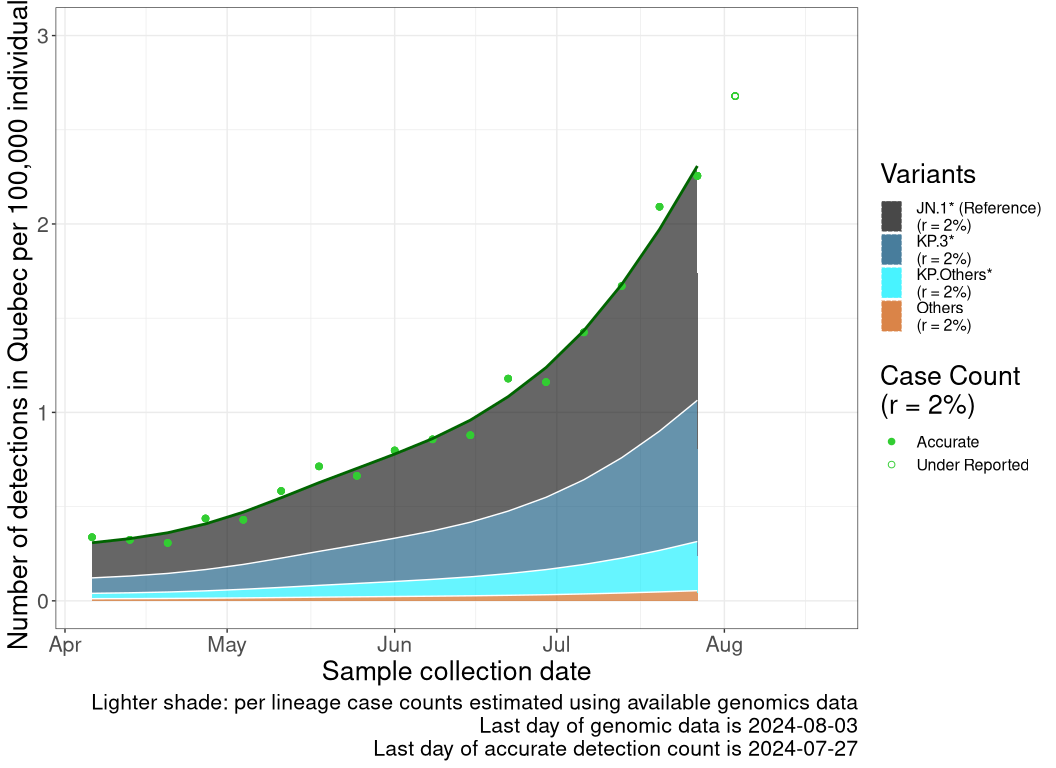 Number of detections in Quebec per 100,000 individual
3
2
1
0
Apr May Jun Jul Aug
Sample collection date
Lighter shade: per lineage case counts estimated using available genomics data
Last day of genomic data is 2024-08-03
Last day of accurate detection count is 2024-07-27
Variants
JN.1* (Reference)
(r = 2%)
KP.3*
(r = 2%)
KP.Others*
(r = 2%)
Others
(r = 2%)
Case Count
(r = 2%)
Accurate
Under Reported